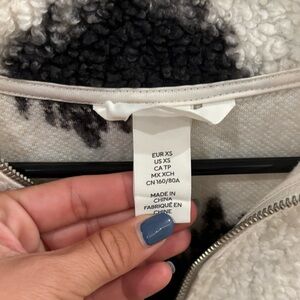 EUR XS
US XS
CA TP
MX XCH
CN 160/80A
MADE IN
CHINA
FABRIQUÉ EN
CHINE